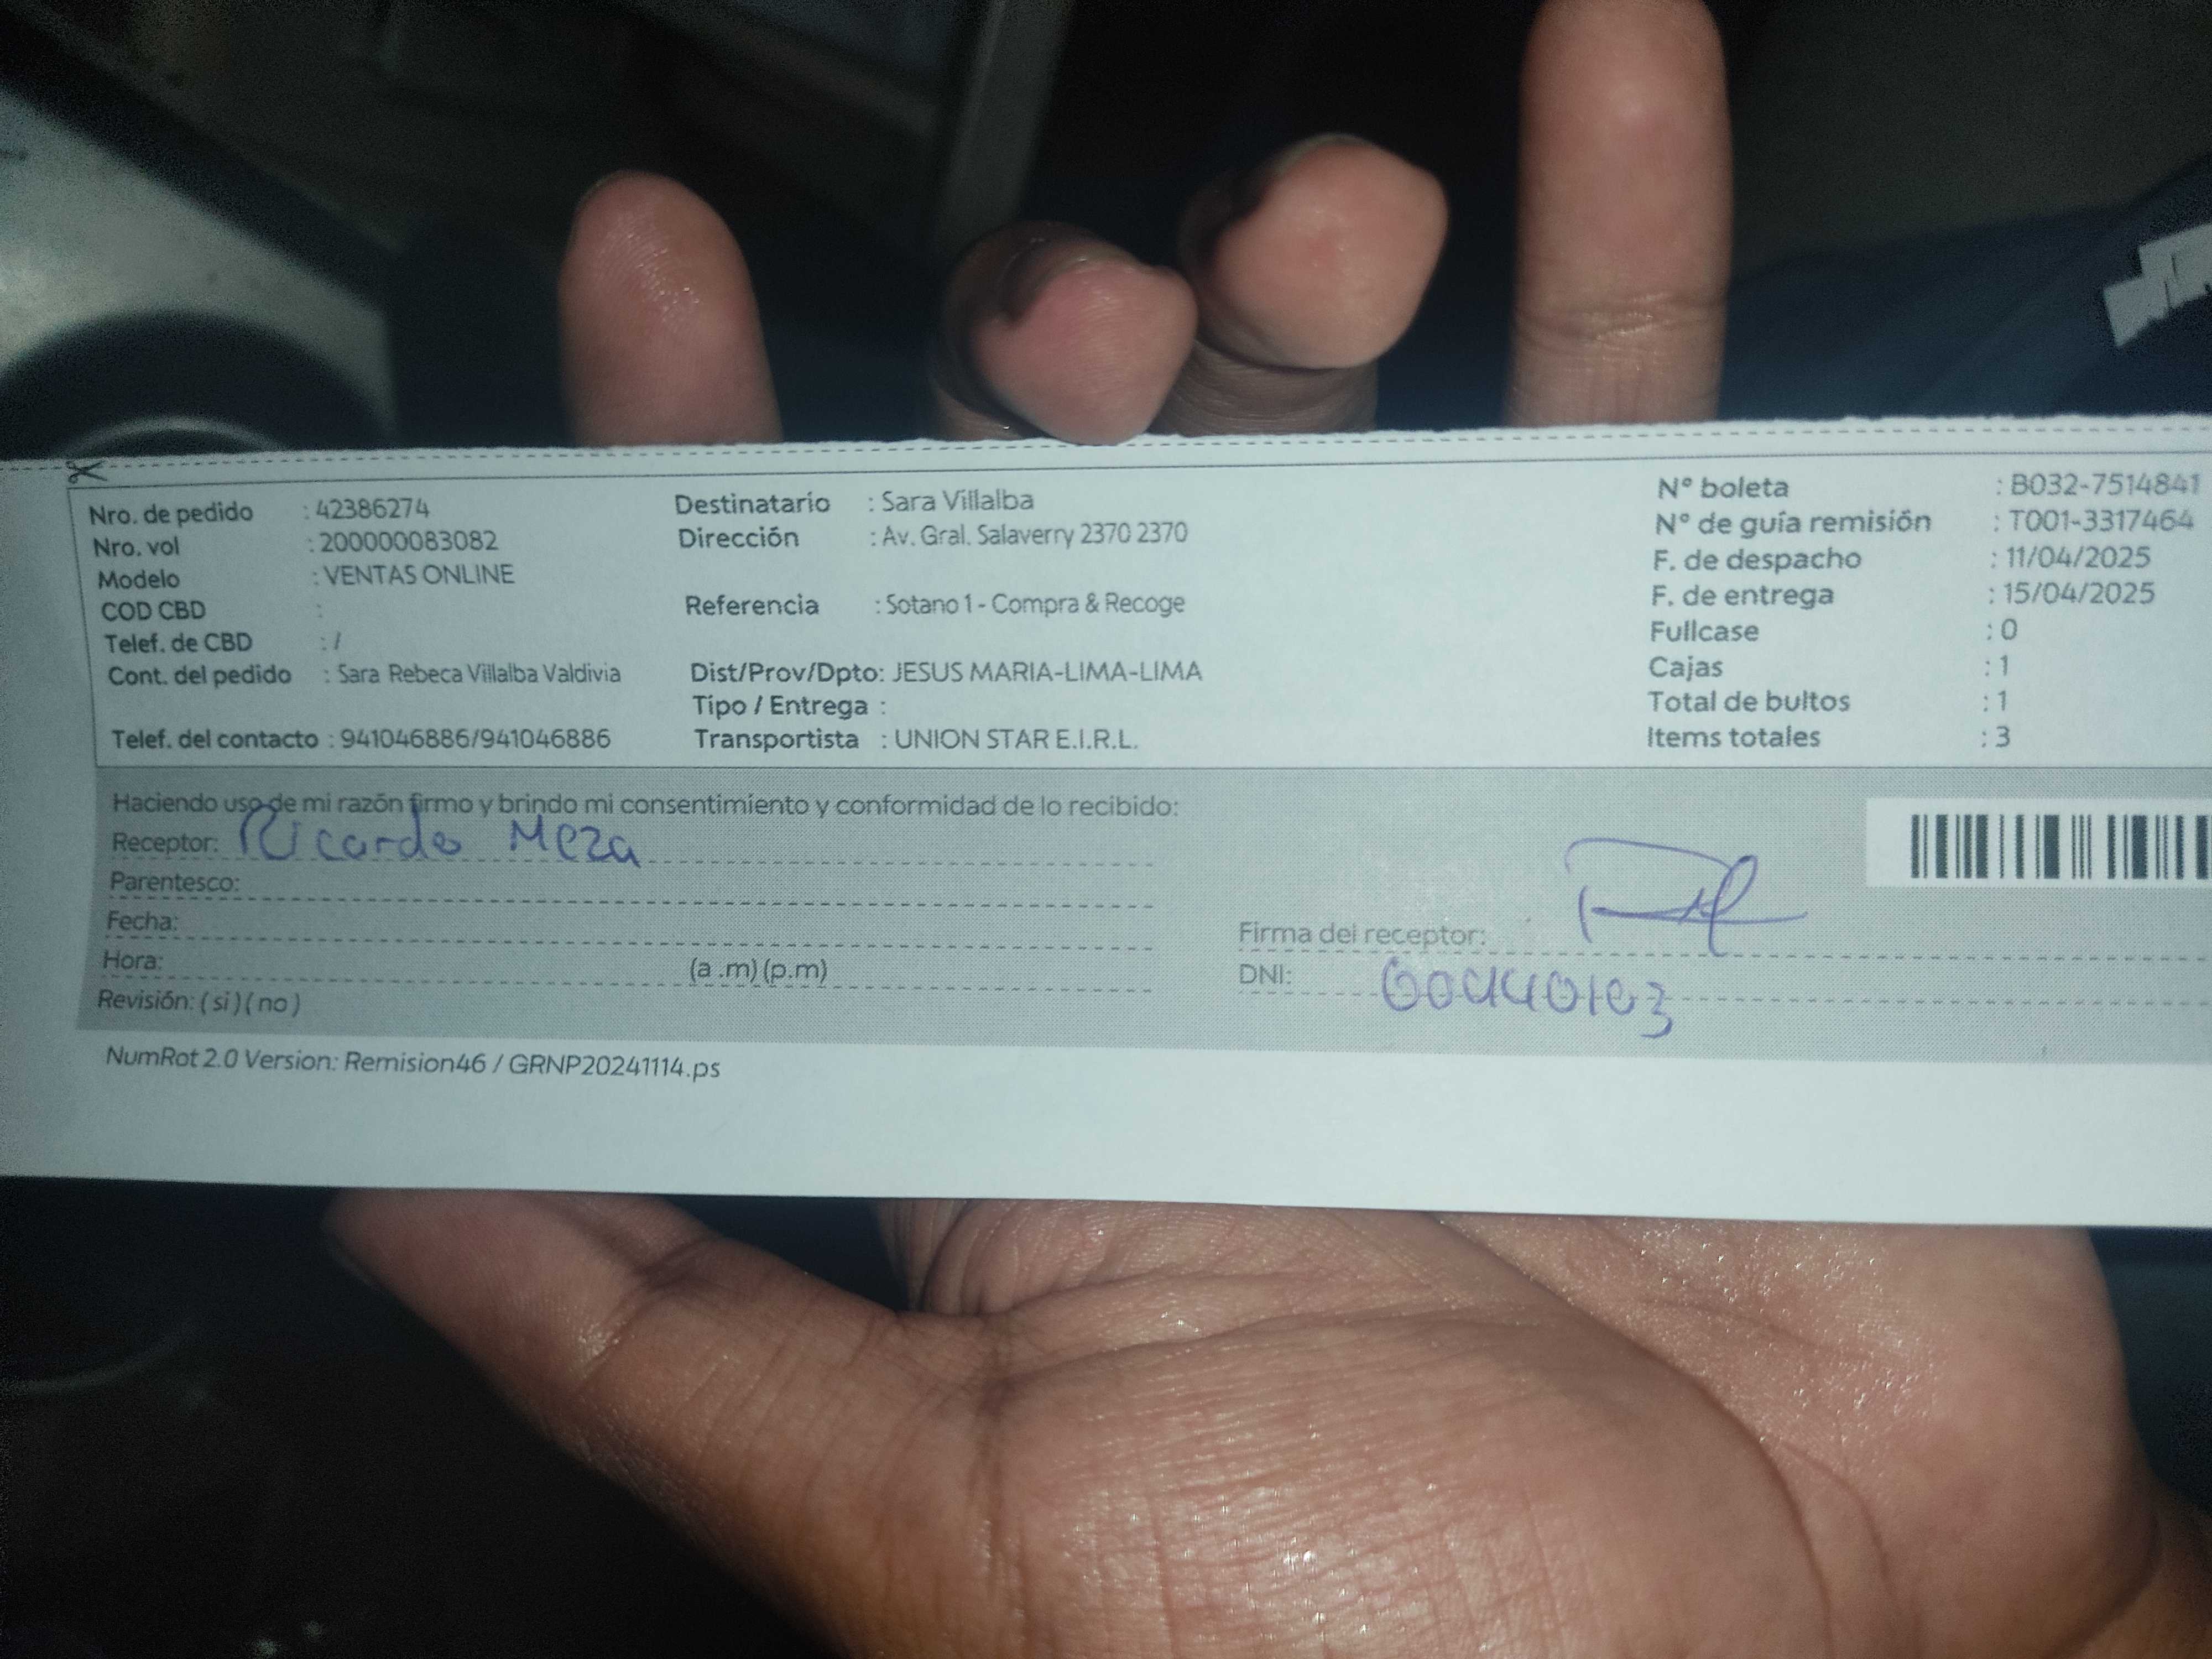 Nro. de pedido : 42386274
Nro. vol : 200000083082
Modelo : VENTAS ONLINE
COD CBD :
Telef. de CBD : /
Cont. del pedido : Sara Rebeca Villalba Valdivia
Telef. del contacto : 941046886/941046886
Destinatario : Sara Villalba
Dirección : Av. Gral. Salaverry 2370 2370
Referencia : Sotano 1 - Compra & Recoge
Dist/Prov/Dpto: JESUS MARIA-LIMA-LIMA
Tipo / Entrega :
Transportista : UNION STAR E.I.R.L.
Nº boleta : B032-7514841
Nº de guía remisión : T001-3317464
F. de despacho : 11/04/2025
F. de entrega : 15/04/2025
Fullcase : 0
Cajas : 1
Total de bultos : 1
Items totales : 3
Haciendo uso de mi razón firmo y brindo mi consentimiento y conformidad de lo recibido:
Receptor: Ricardo Meza
Parentesco:
Fecha:
Hora: (a .m) (p.m)
Revisión: ( si ) ( no )
Firma del receptor:
DNI:
NumRot 2.0 Version: Remision46 / GRNP20241114.ps